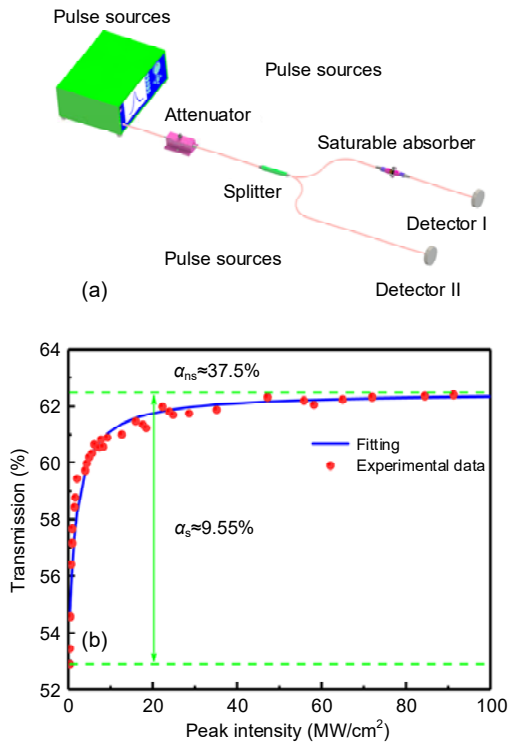 Pulse sources
Pulse sources
Attenuator
Saturable absorber
Splitter
Detector I
Pulse sources
Detector II
(a)
64
αns≈37.5%
62
Fitting
Experimental data
60
Transmission (%)
58
αs≈9.55%
56
54
(b)
52
0
20
40
60
80
100
Peak intensity (MW/cm²)